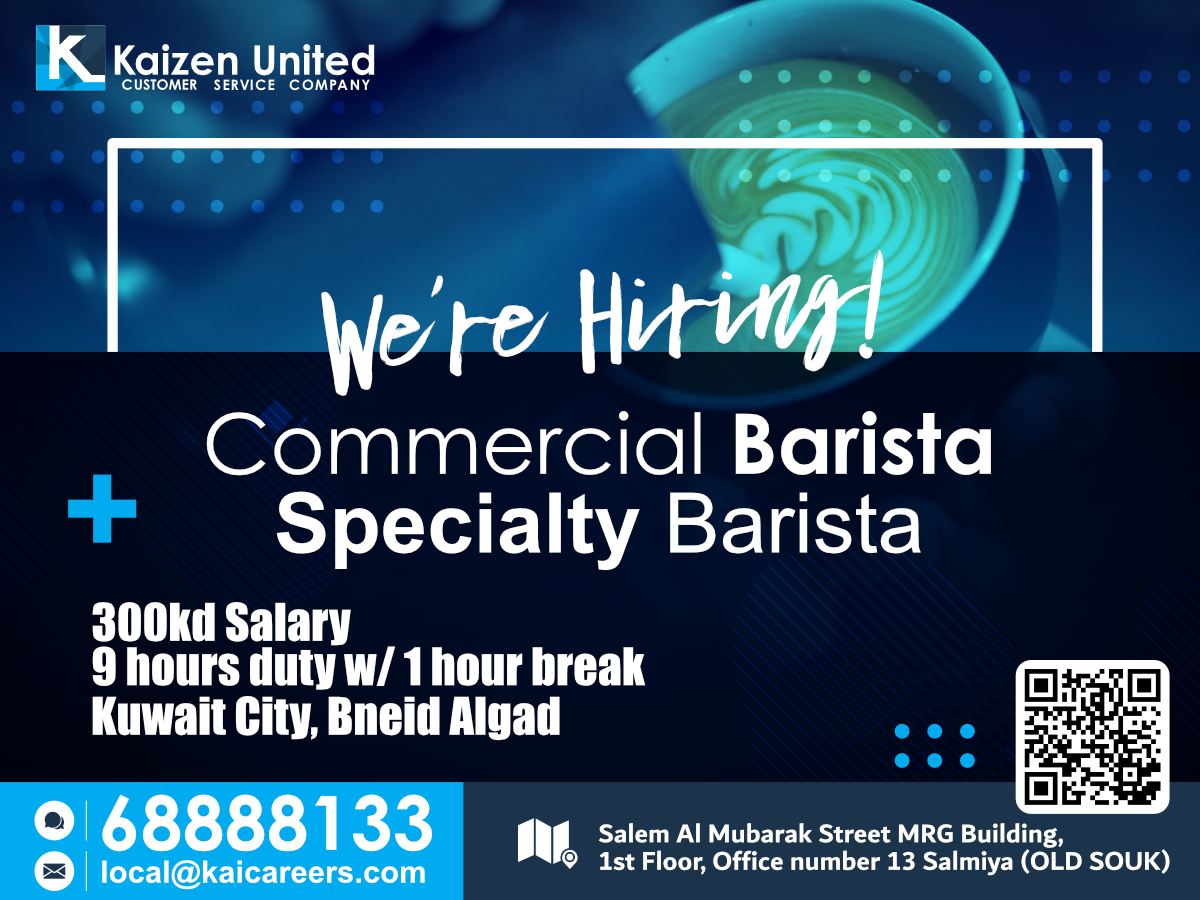 K
Kaizen United
CUSTOMER SERVICE COMPANY
We're Hiring!
Commercial Barista
Specialty Barista
300kd Salary
9 hours duty w/ 1 hour break
Kuwait City, Bneid Algad
68888133
local@kaicareers.com
Salem Al Mubarak Street MRG Building,
1st Floor, Office number 13 Salmiya (OLD SOUK)